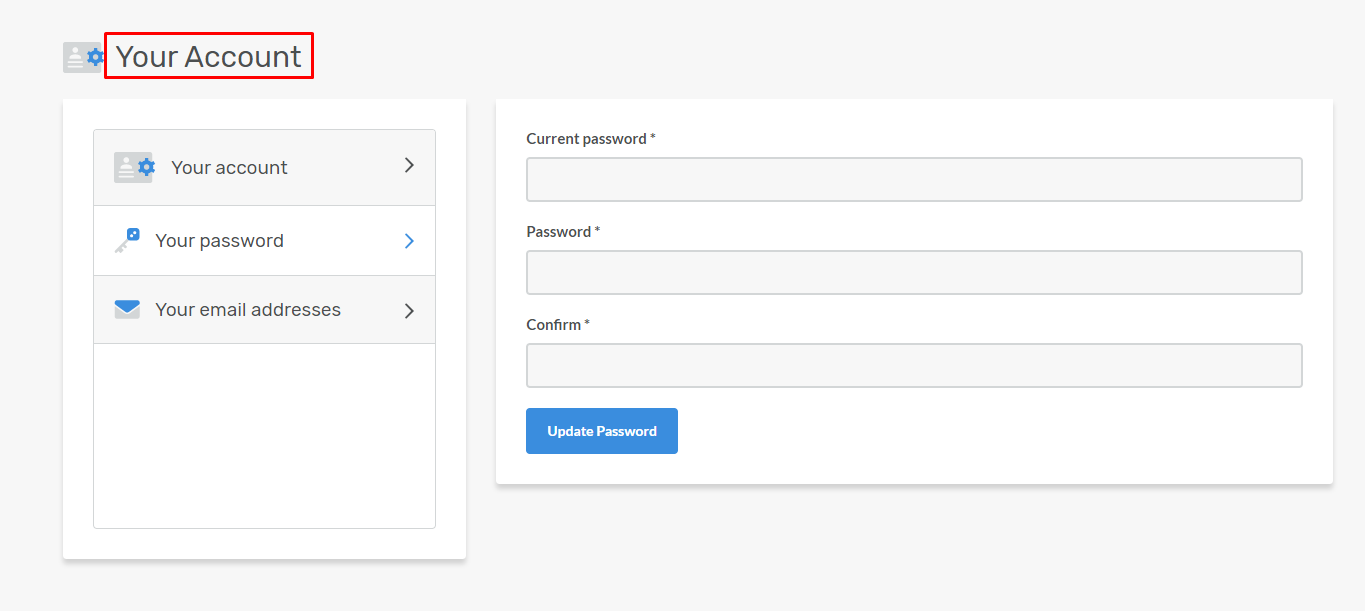 Your Account
Your account
Your password
Your email addresses
Current password *
Password *
Confirm *
Update Password